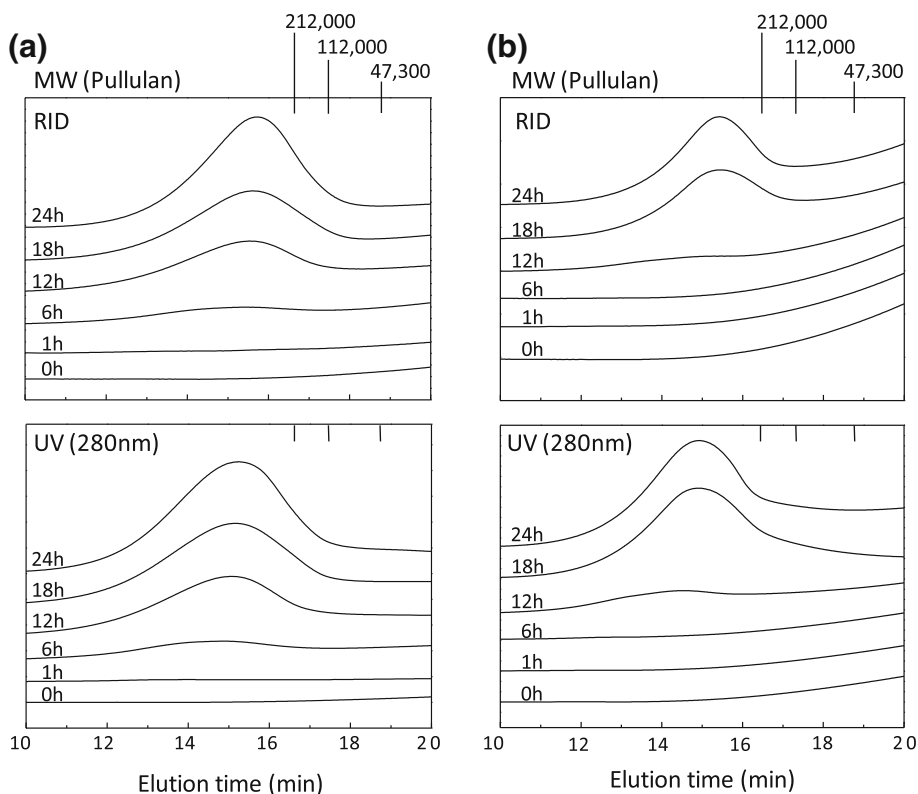 (a)
212,000
112,000
47,300
MW (Pullulan)
RID
24h
18h
12h
6h
1h
0h
UV (280nm)
24h
18h
12h
6h
1h
0h
10 12 14 16 18 20
Elution time (min)
(b)
212,000
112,000
47,300
MW (Pullulan)
RID
24h
18h
12h
6h
1h
0h
UV (280nm)
24h
18h
12h
6h
1h
0h
10 12 14 16 18 20
Elution time (min)